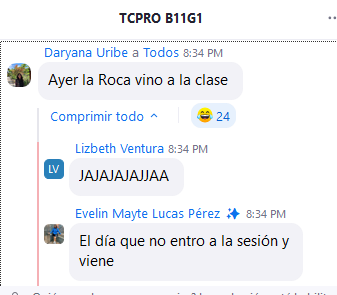 TCPRO B11G1
Daryana Uribe a Todos 8:34 PM
Ayer la Roca vino a la clase
Comprimir todo
😂 24
Lizbeth Ventura 8:34 PM
LV
JAJAJAJAJJAA
Evelin Mayte Lucas Pérez ✨ 8:34 PM
El día que no entro a la sesión y
viene